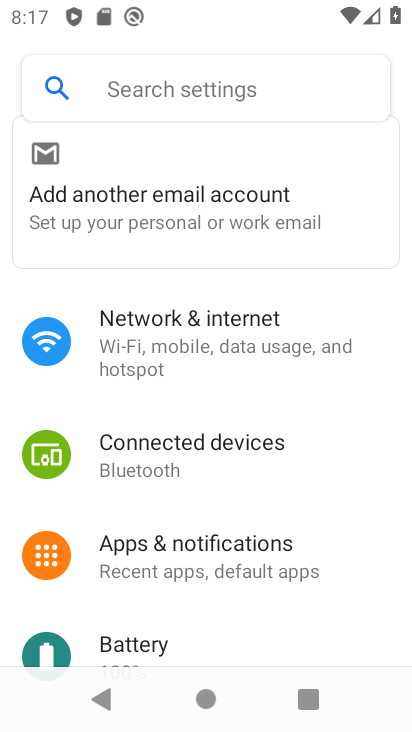 8:17
Search settings
Add another email account
Set up your personal or work email
Network & internet
Wi-Fi, mobile, data usage, and
hotspot
Connected devices
Bluetooth
Apps & notifications
Recent apps, default apps
Battery
100%